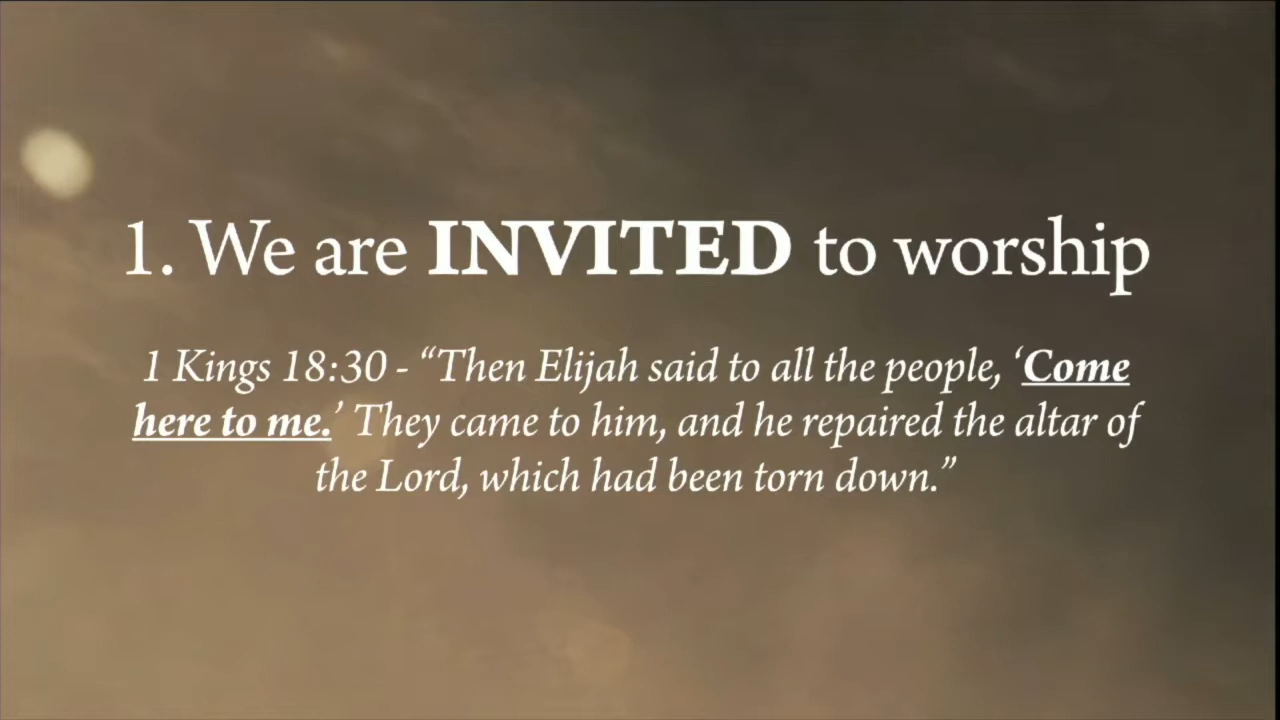 1. We are INVITED to worship
1 Kings 18:30 - “Then Elijah said to all the people, ‘Come
here to me.’ They came to him, and he repaired the altar of
the Lord, which had been torn down.”